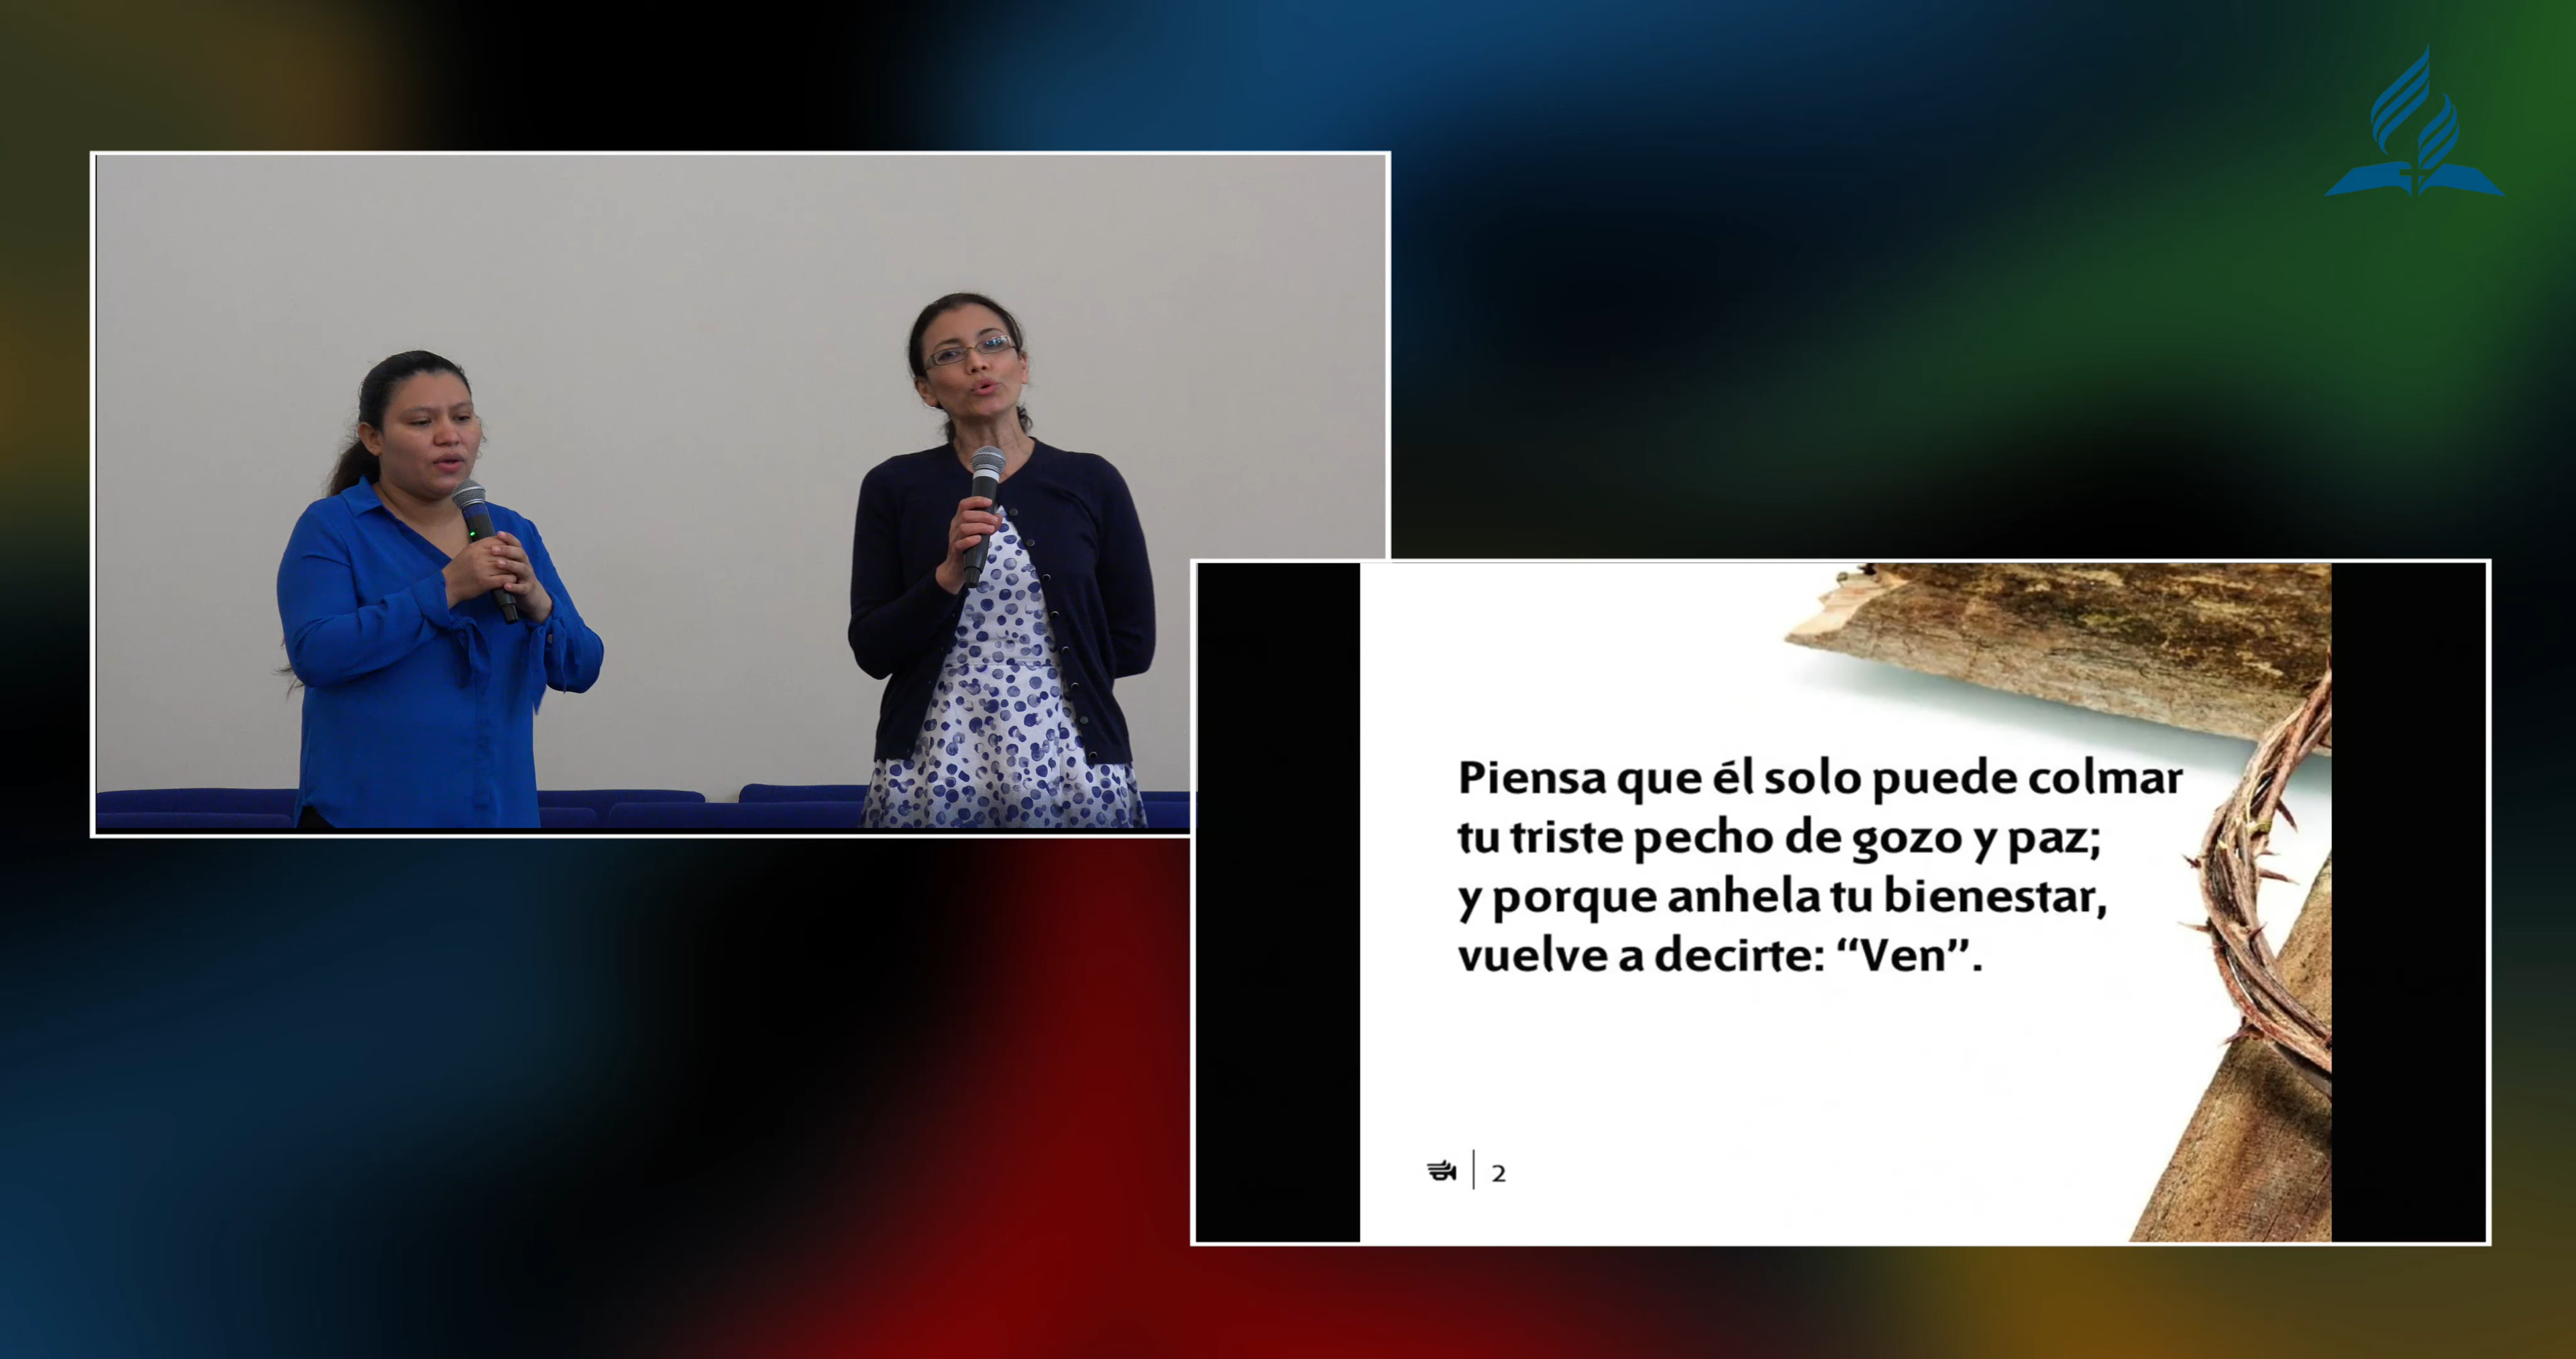 Piensa que él solo puede colmar
tu triste pecho de gozo y paz;
y porque anhela tu bienestar,
vuelve a decirte: “Ven”.
2